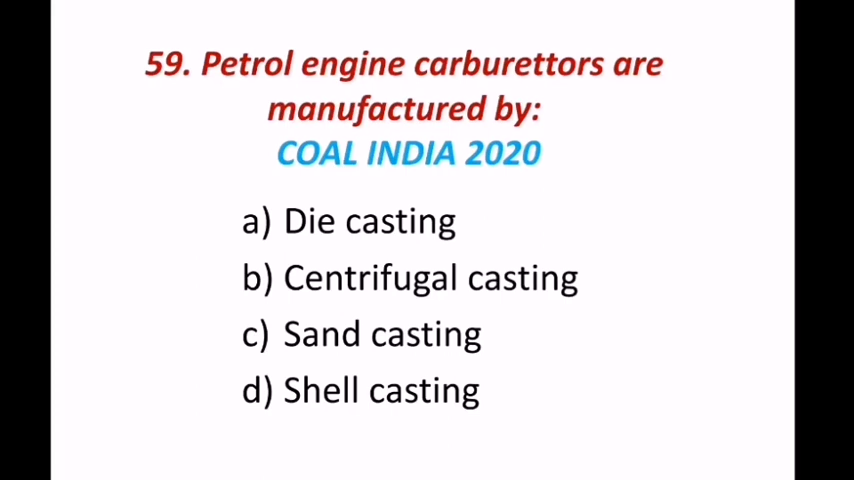 59. Petrol engine carburettors are
manufactured by:
COAL INDIA 2020
a) Die casting
b) Centrifugal casting
c) Sand casting
d) Shell casting